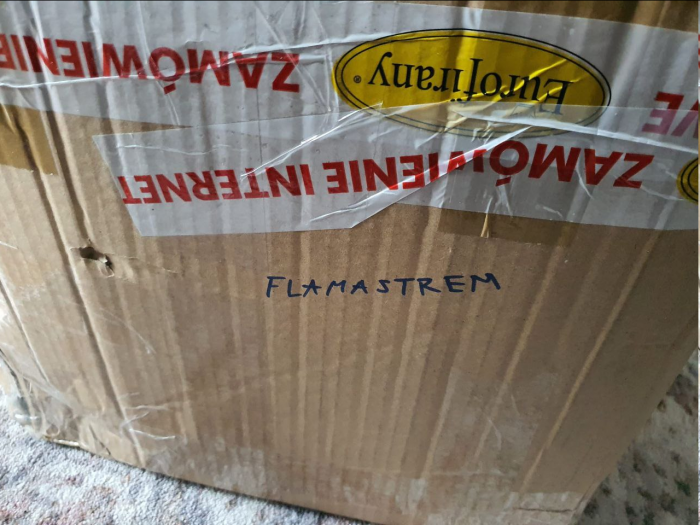 ZAMÓWIENIE
Eurofirany®
ZAMÓWIENIE INTERNET
FLAMASTREM